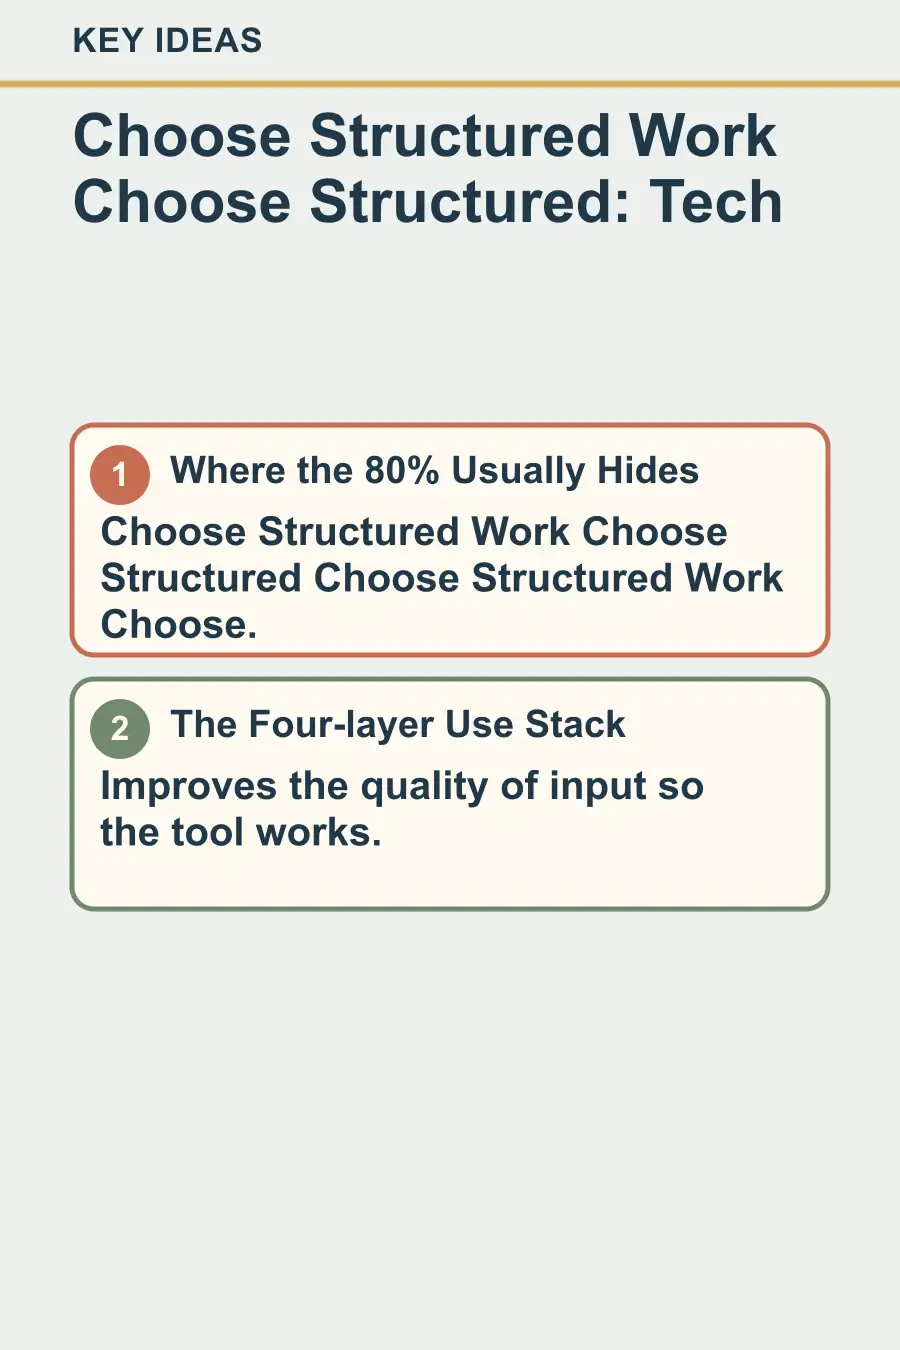 KEY IDEAS
Choose Structured Work
Choose Structured: Tech
1 Where the 80% Usually Hides
Choose Structured Work Choose
Structured Choose Structured Work
Choose.
2 The Four-layer Use Stack
Improves the quality of input so
the tool works.